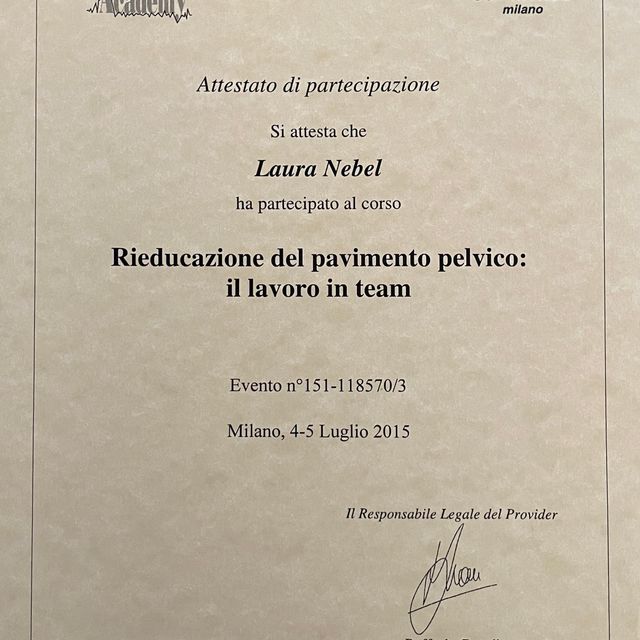 Academy
milano
Attestato di partecipazione
Si attesta che
Laura Nebel
ha partecipato al corso
Rieducazione del pavimento pelvico:
il lavoro in team
Evento n°151-118570/3
Milano, 4-5 Luglio 2015
Il Responsabile Legale del Provider